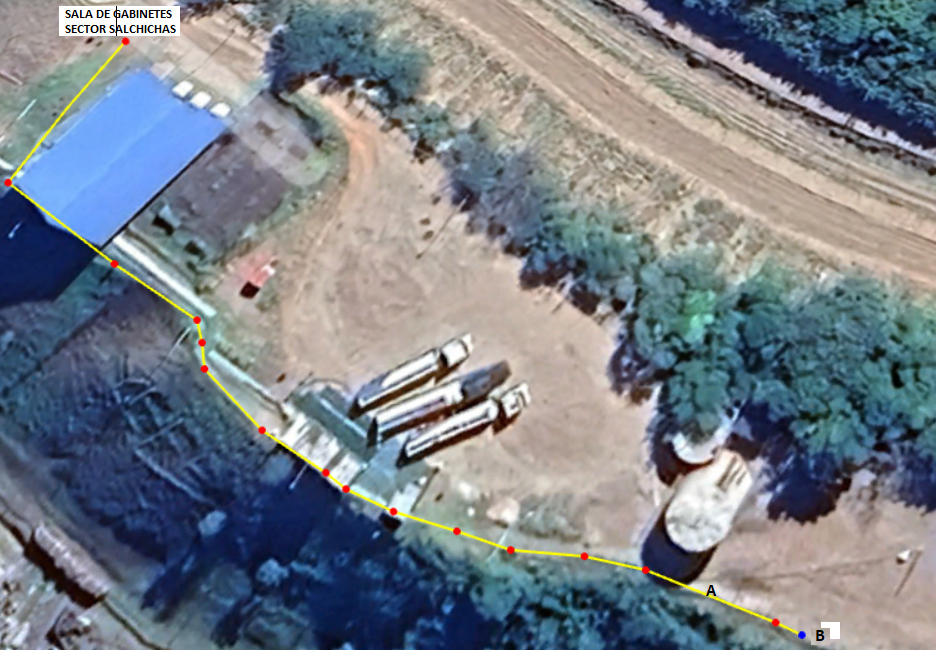 SALA DE GABINETES
SECTOR SALCHICHAS
A
B